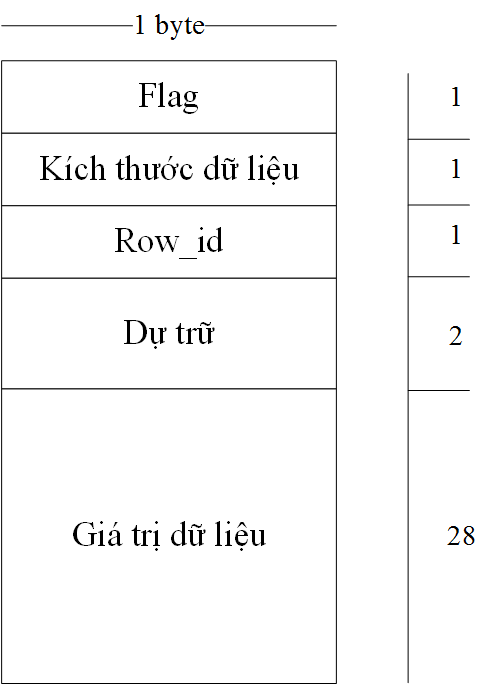 1 byte
Flag
1
Kích thước dữ liệu
1
Row_id
1
Dự trữ
2
Giá trị dữ liệu
28